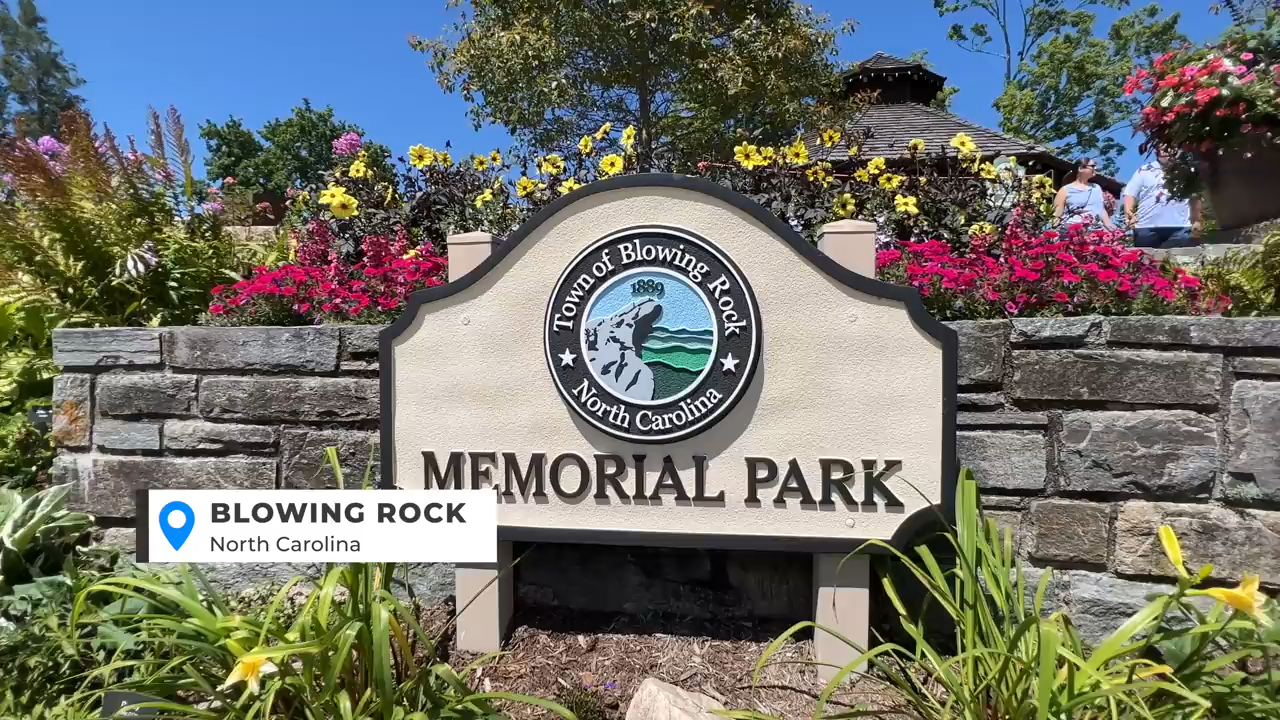 Town of Blowing Rock
1889
North Carolina
MEMORIAL PARK
BLOWING ROCK
North Carolina